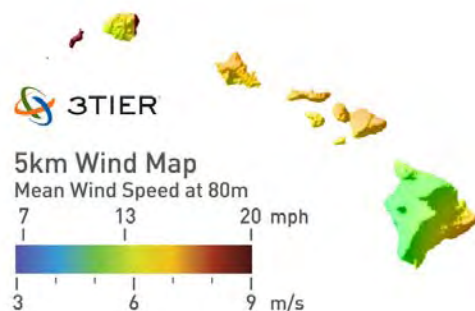 3TIER
5km Wind Map
Mean Wind Speed at 80m
7 13 20 mph
3 6 9 m/s